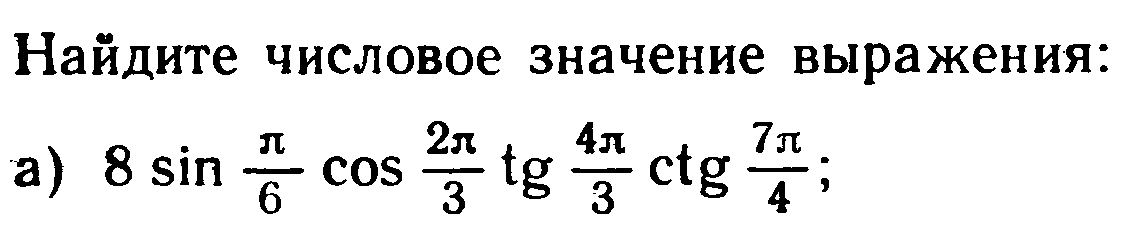 Найдите числовое значение выражения:
а) 8 sin π/6 cos 2π/3 tg 4π/3 ctg 7π/4;